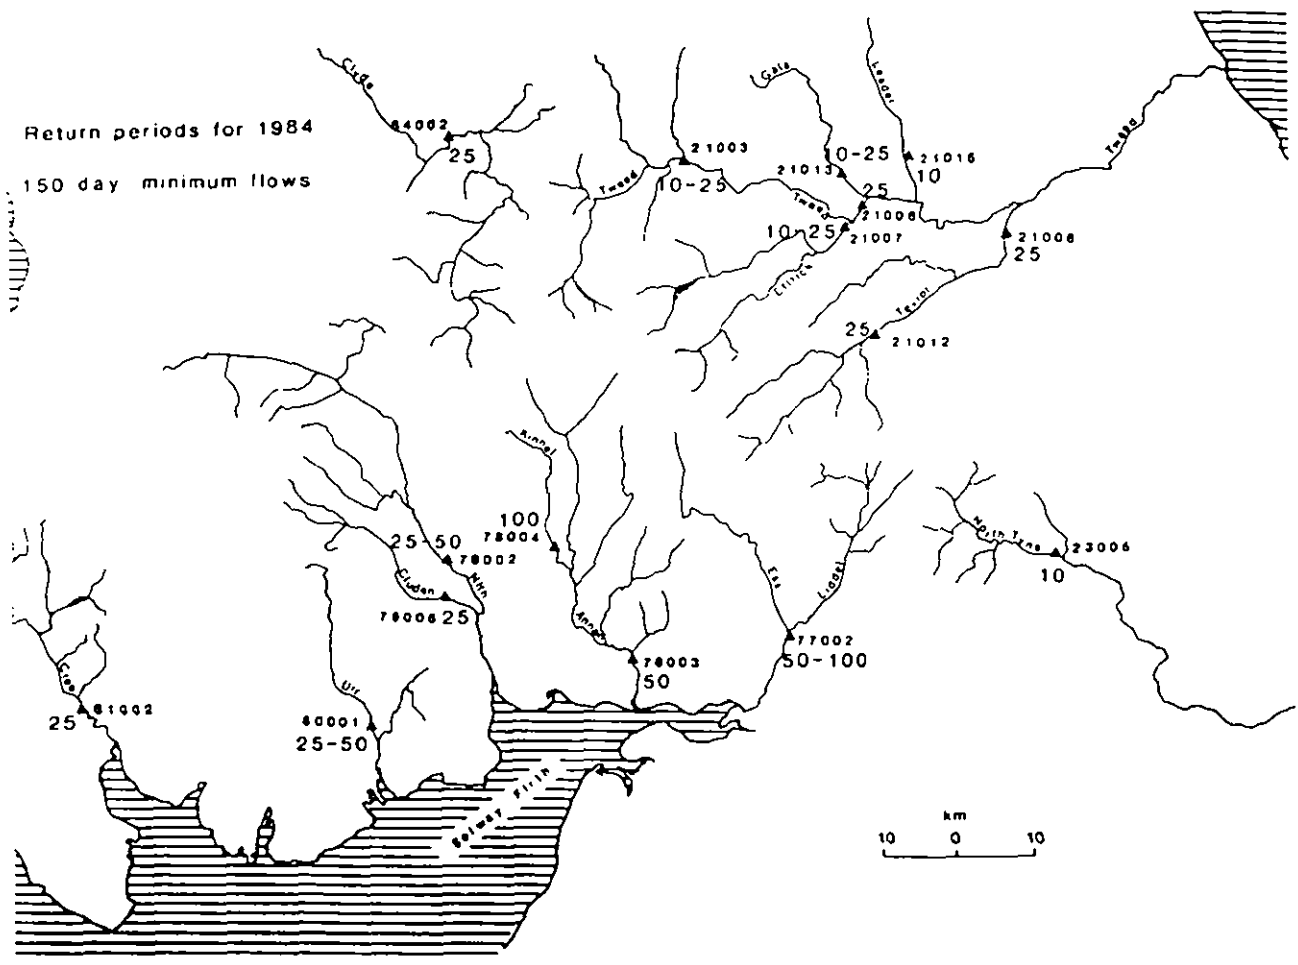 Return periods for 1984
150 day minimum flows
Clyde
64002
25
Tweed
21003
10-25
Gala
Leader
10-25
21013
21016
10
Tweed
Tweed
25
21006
10-25
21007
Ettrick
21008
25
Teviot
25
21012
Kinnel
100
78004
25-50
79002
Nith
Cludan
79006
25
Annan
78003
50
Esk
Liddel
77002
50-100
North Tyne
23006
10
Cree
25
81002
Urr
80001
25-50
Solway Firth
km
10 0 10